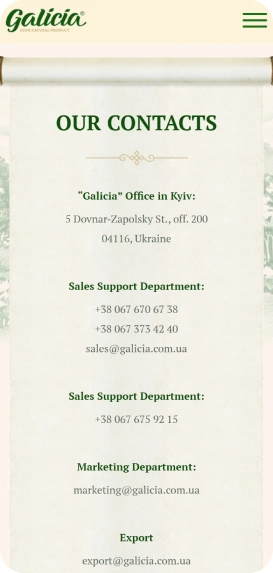 Galicia®
OUR CONTACTS
“Galicia” Office in Kyiv:
5 Dovnar-Zapolsky St., off. 200
04116, Ukraine
Sales Support Department:
+38 067 670 67 38
+38 067 373 42 40
sales@galicia.com.ua
Sales Support Department:
+38 067 675 92 15
Marketing Department:
marketing@galicia.com.ua
Export
export@galicia.com.ua